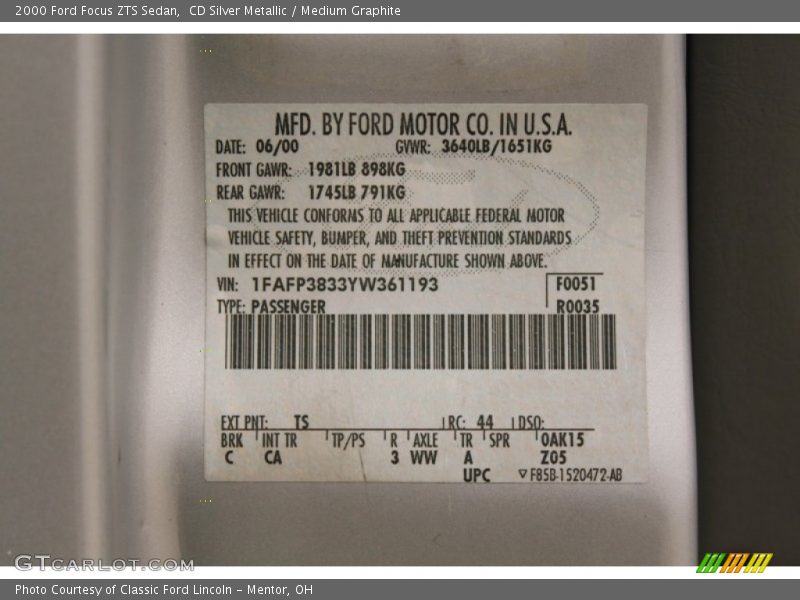 2000 Ford Focus ZTS Sedan, CD Silver Metallic / Medium Graphite
MFD. BY FORD MOTOR CO. IN U.S.A.
DATE: 06/00 GVWR: 3640LB/1651KG
FRONT GAWR: 1981LB 898KG
REAR GAWR: 1745LB 791KG
THIS VEHICLE CONFORMS TO ALL APPLICABLE FEDERAL MOTOR
VEHICLE SAFETY, BUMPER, AND THEFT PREVENTION STANDARDS
IN EFFECT ON THE DATE OF MANUFACTURE SHOWN ABOVE.
VIN: 1FAFP3833YW361193 F0051
TYPE: PASSENGER R0035
EXT PNT: TS RC: 44 DSO:
BRK INT TR TP/PS R AXLE TR SPR OAK15
C CA 3 WW A Z05
UPC ▽ F85B-1520472-AB
GTCARLOT.COM
Photo Courtesy of Classic Ford Lincoln - Mentor, OH